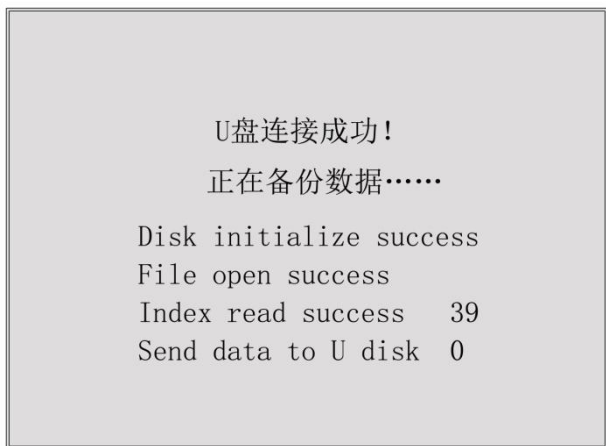 U盘连接成功!
正在备份数据……
Disk initialize success
File open success
Index read success 39
Send data to U disk 0